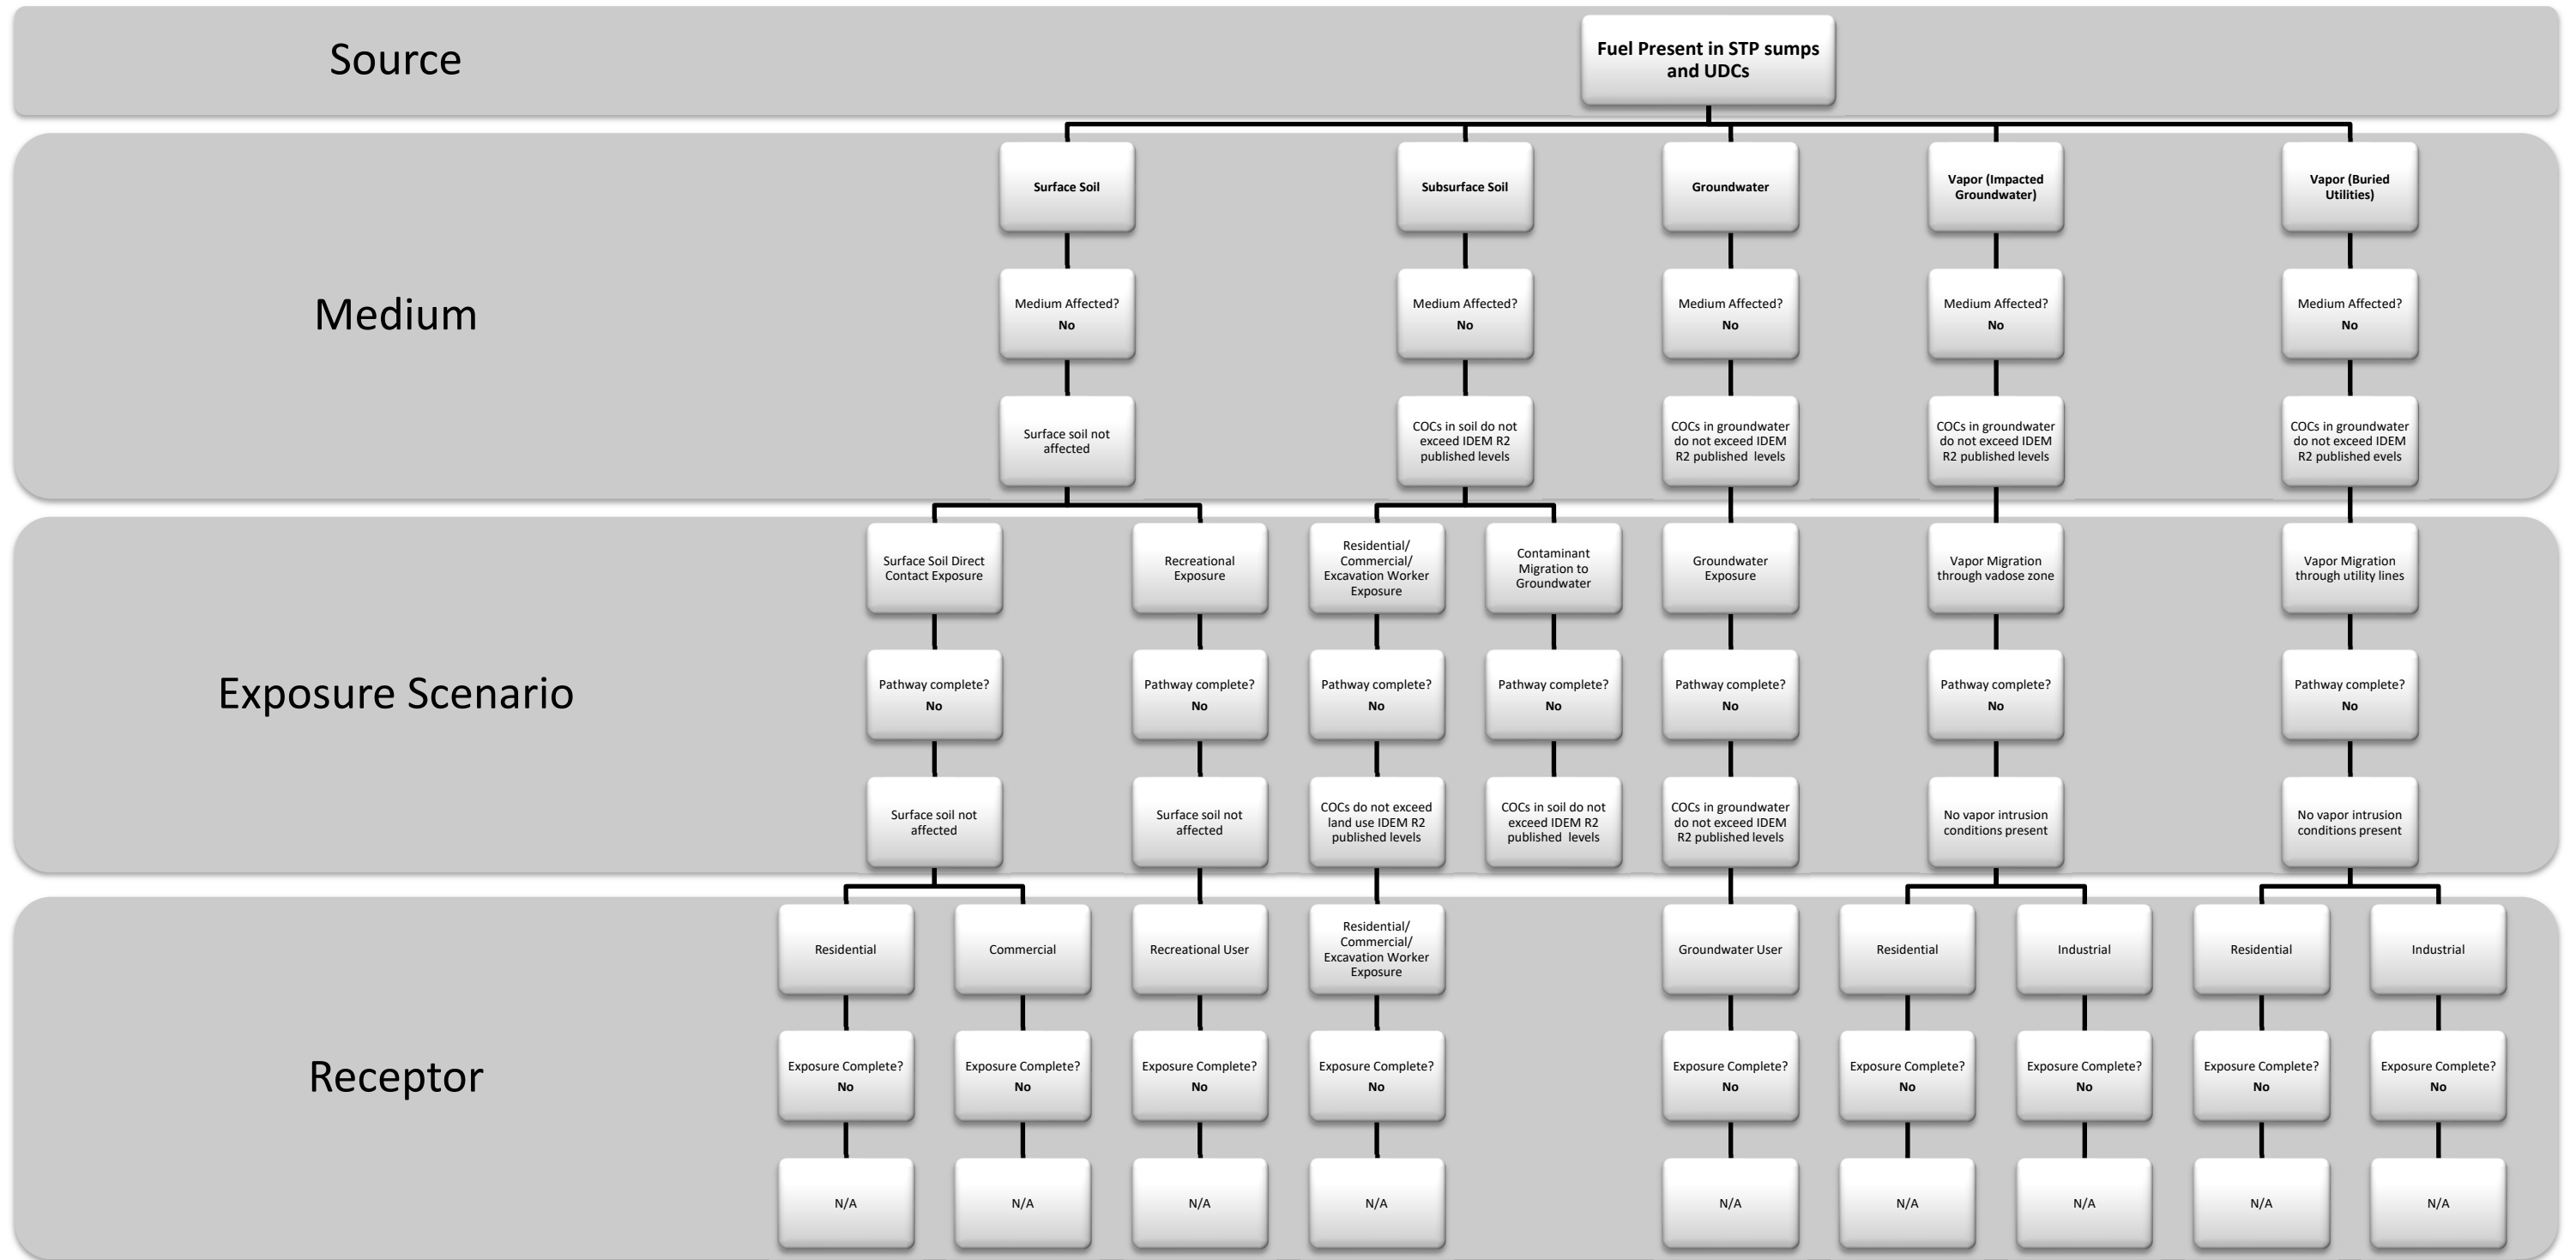 Source
Fuel Present in STP sumps
and UDCs
Medium
Surface Soil
Subsurface Soil
Groundwater
Vapor (Impacted
Groundwater)
Vapor (Buried
Utilities)
Medium Affected?
No
Medium Affected?
No
Medium Affected?
No
Medium Affected?
No
Medium Affected?
No
Surface soil not
affected
COCs in soil do not
exceed IDEM R2
published levels
COCs in groundwater
do not exceed IDEM
R2 published  levels
COCs in groundwater
do not exceed IDEM
R2 published levels
COCs in groundwater
do not exceed IDEM
R2 published evels
Exposure Scenario
Surface Soil Direct
Contact Exposure
Recreational
Exposure
Residential/
Commercial/
Excavation Worker
Exposure
Contaminant
Migration to
Groundwater
Groundwater
Exposure
Vapor Migration
through vadose zone
Vapor Migration
through utility lines
Pathway complete?
No
Pathway complete?
No
Pathway complete?
No
Pathway complete?
No
Pathway complete?
No
Pathway complete?
No
Pathway complete?
No
Surface soil not
affected
Surface soil not
affected
COCs do not exceed
land use IDEM R2
published levels
COCs in soil do not
exceed IDEM R2
published  levels
COCs in groundwater
do not exceed IDEM
R2 published levels
No vapor intrusion
conditions present
No vapor intrusion
conditions present
Receptor
Residential
Commercial
Recreational User
Residential/
Commercial/
Excavation Worker
Exposure
Groundwater User
Residential
Industrial
Residential
Industrial
Exposure Complete?
No
Exposure Complete?
No
Exposure Complete?
No
Exposure Complete?
No
Exposure Complete?
No
Exposure Complete?
No
Exposure Complete?
No
Exposure Complete?
No
Exposure Complete?
No
N/A
N/A
N/A
N/A
N/A
N/A
N/A
N/A
N/A